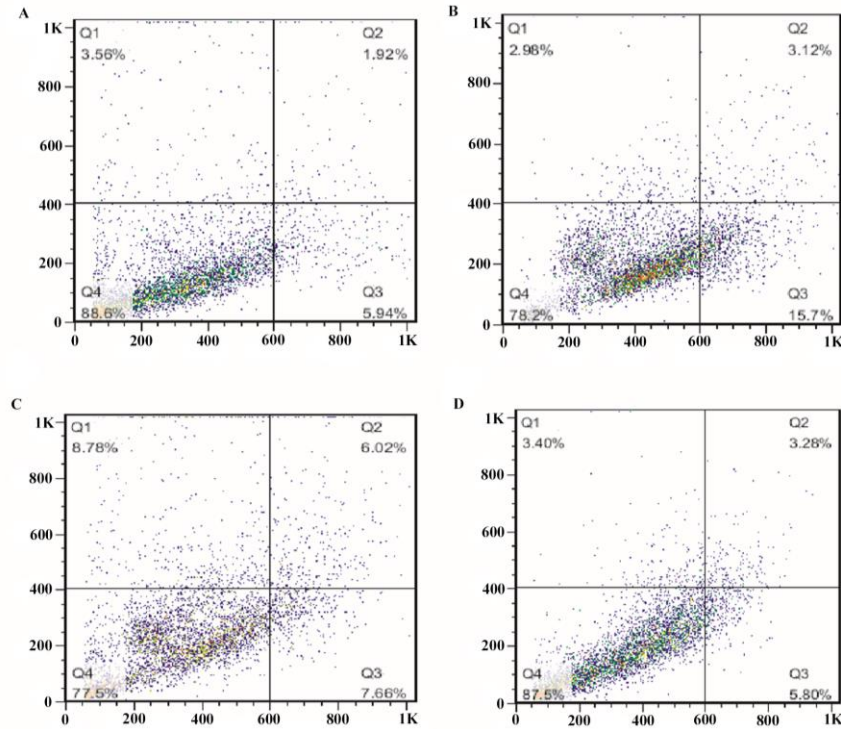 A
Q1
3.56%
Q2
1.92%
Q4
88.6%
Q3
5.94%
1K
800
600
400
200
0
0 200 400 600 800 1K
B
Q1
2.98%
Q2
3.12%
Q4
78.2%
Q3
15.7%
1K
800
600
400
200
0
0 200 400 600 800 1K
C
Q1
8.78%
Q2
6.02%
Q4
77.5%
Q3
7.66%
1K
800
600
400
200
0
0 200 400 600 800 1K
D
Q1
3.40%
Q2
3.28%
Q4
87.5%
Q3
5.80%
1K
800
600
400
200
0
0 200 400 600 800 1K